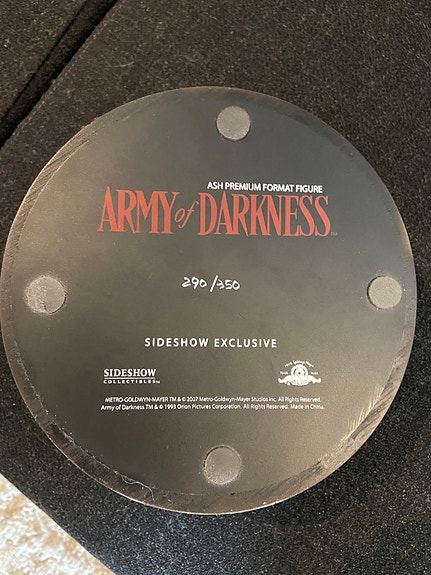 ASH PREMIUM FORMAT FIGURE
ARMY of DARKNESS™
290/350
SIDESHOW EXCLUSIVE
SIDESHOW
COLLECTIBLES™
METRO-GOLDWYN-MAYER TM & © 2007 Metro-Goldwyn-Mayer Studios Inc. All Rights Reserved.
Army of Darkness TM & © 1993 Orion Pictures Corporation. All Rights Reserved. Made in China.